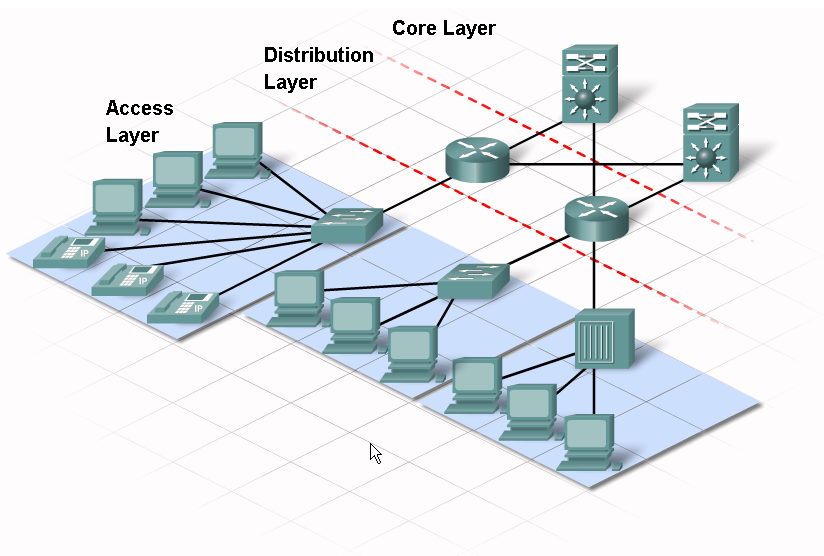 Core Layer
Distribution
Layer
Access
Layer
IP
IP
IP